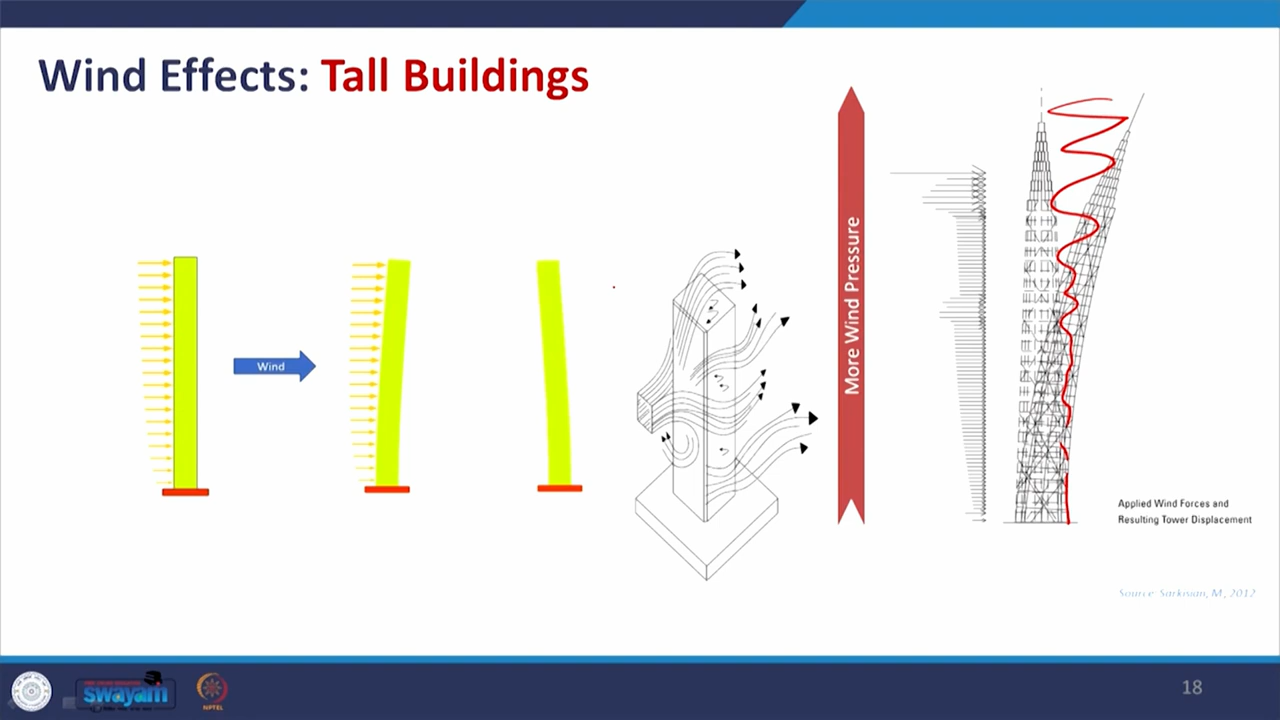 Wind Effects: Tall Buildings
Wind
More Wind Pressure
Applied Wind Forces and
Resulting Tower Displacement
Source: Sarkisian, M., 2012
swayam
NPTEL
18